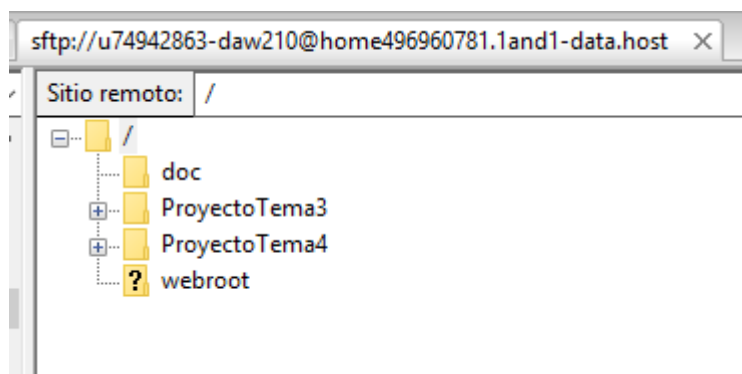 sftp://u74942863-daw210@home496960781.1and1-data.host
Sitio remoto: /
/
doc
ProyectoTema3
ProyectoTema4
? webroot